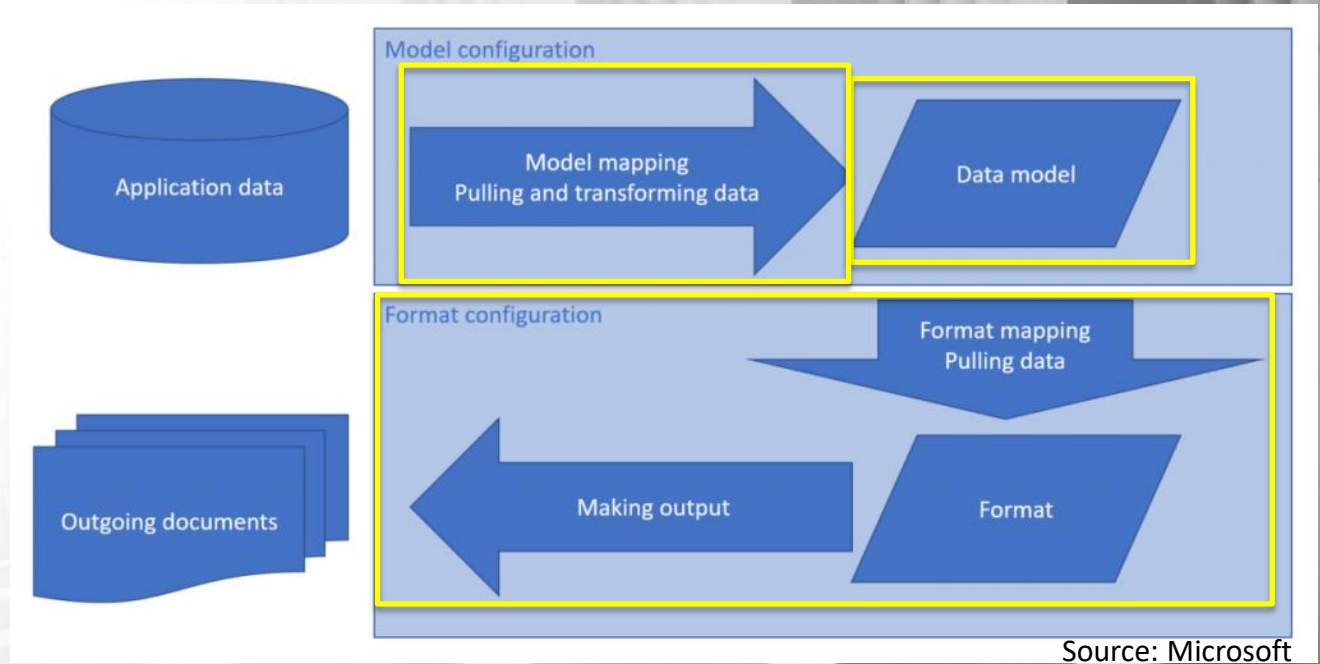 Model configuration
Application data
Model mapping
Pulling and transforming data
Data model
Format configuration
Format mapping
Pulling data
Outgoing documents
Making output
Format
Source: Microsoft